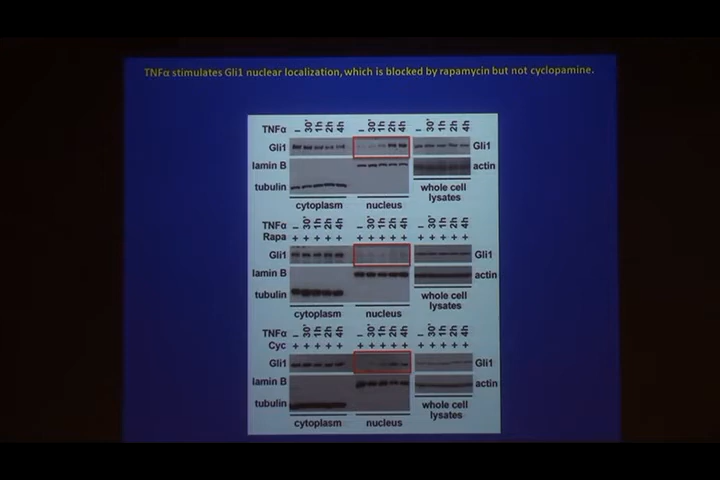 TNFα stimulates Gli1 nuclear localization, which is blocked by rapamycin but not cyclopamine.
TNFα – 30' 1h 2h 4h – 30' 1h 2h 4h – 30' 1h 2h 4h
Gli1 Gli1
lamin B actin
tubulin whole cell lysates
cytoplasm nucleus
TNFα – 30' 1h 2h 4h – 30' 1h 2h 4h – 30' 1h 2h 4h
Rapa + + + + + + + + + + + + + + +
Gli1 Gli1
lamin B actin
tubulin whole cell lysates
cytoplasm nucleus
TNFα – 30' 1h 2h 4h – 30' 1h 2h 4h – 30' 1h 2h 4h
Cyc + + + + + + + + + + + + + + +
Gli1 Gli1
lamin B actin
tubulin whole cell lysates
cytoplasm nucleus